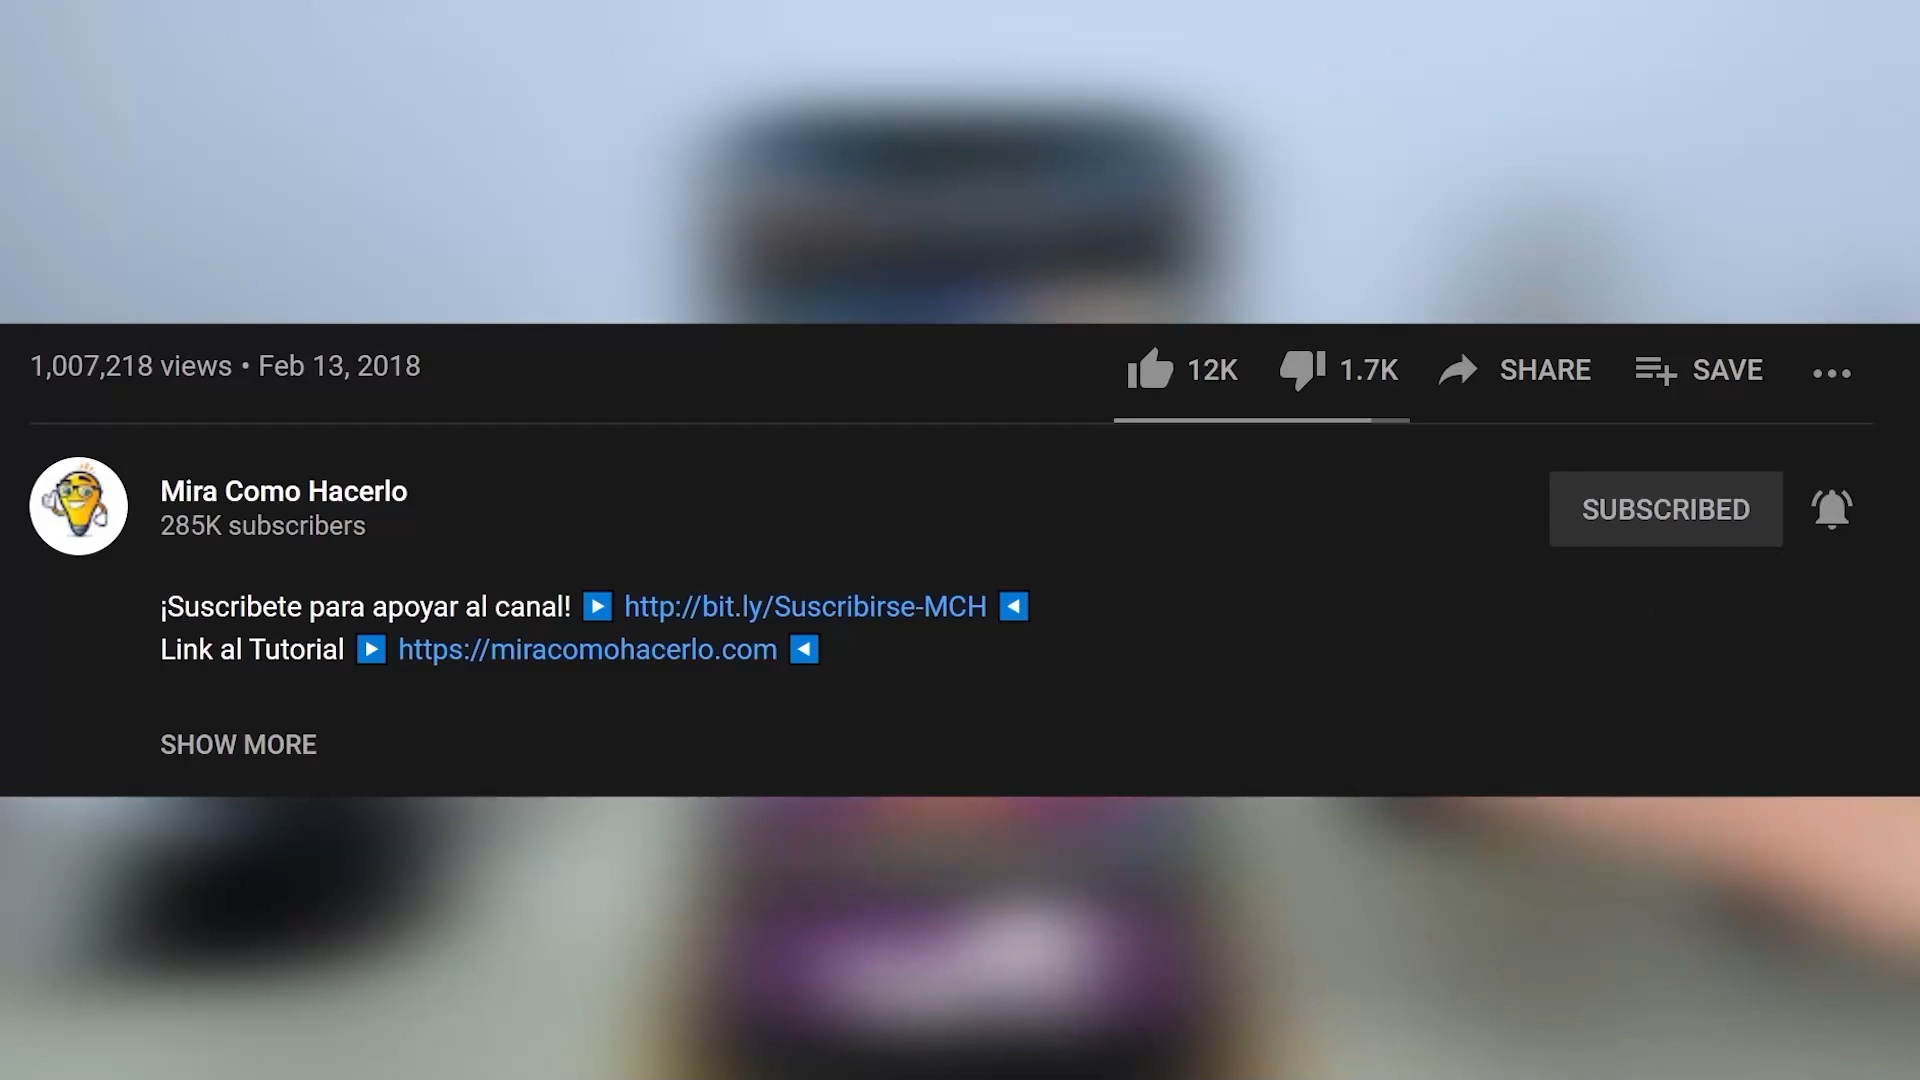 1,007,218 views • Feb 13, 2018
12K 1.7K SHARE SAVE
Mira Como Hacerlo
285K subscribers
SUBSCRIBED
¡Suscribete para apoyar al canal! ▶ http://bit.ly/Suscribirse-MCH ◀
Link al Tutorial ▶ https://miracomohacerlo.com ◀
SHOW MORE